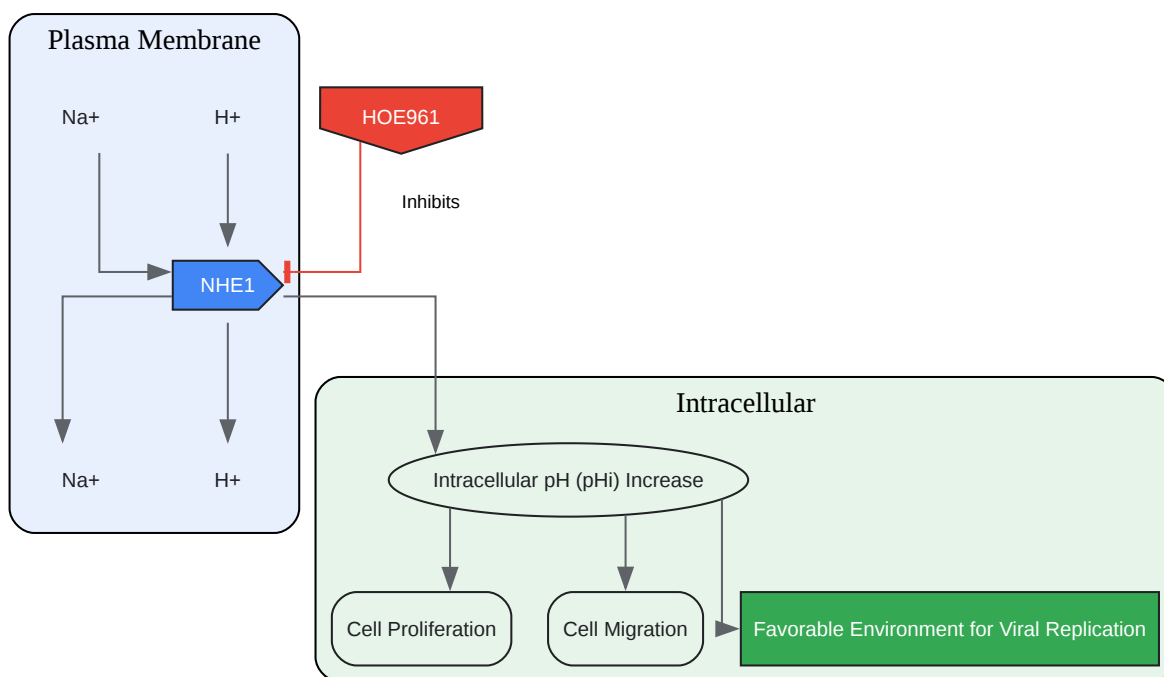 Plasma Membrane
Na+
H+
HOE961
Inhibits
NHE1
Na+
H+
Intracellular
Intracellular pH (pHi) Increase
Cell Proliferation
Cell Migration
Favorable Environment for Viral Replication